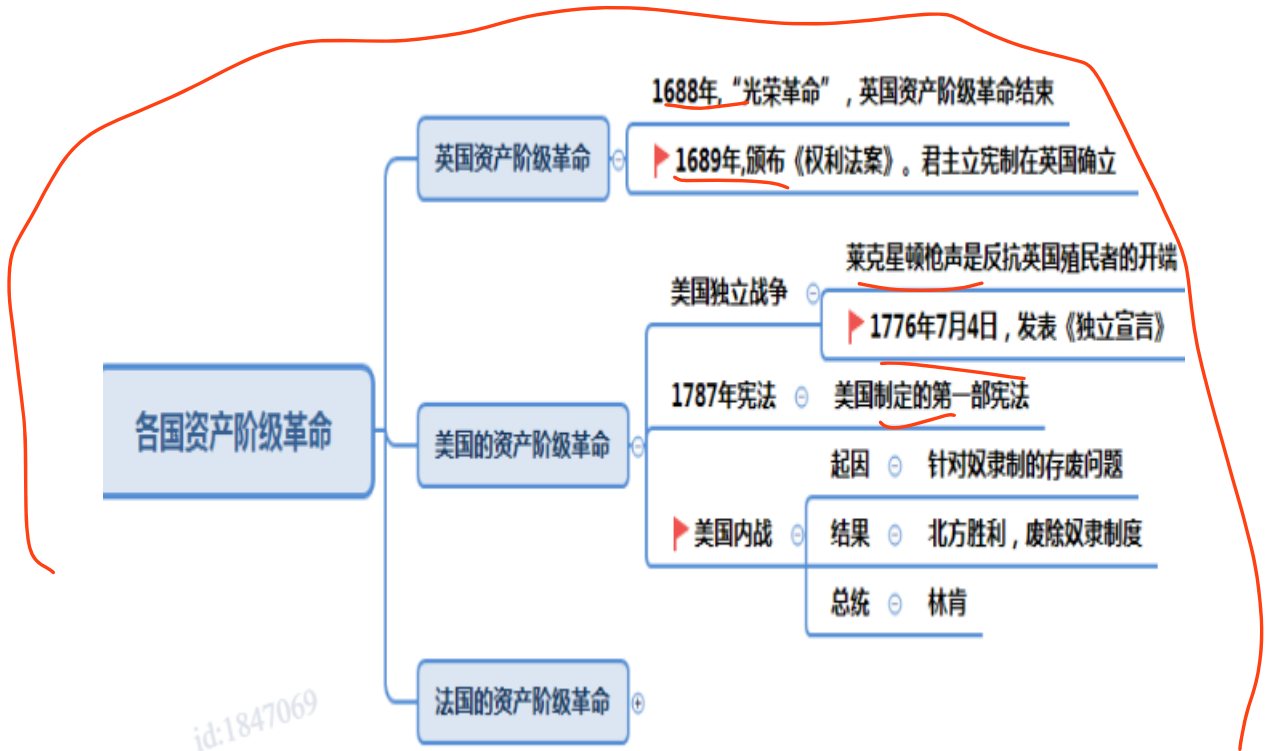 1688年,“光荣革命”,英国资产阶级革命结束
英国资产阶级革命
1689年,颁布《权利法案》。君主立宪制在英国确立
莱克星顿枪声是反抗英国殖民者的开端
美国独立战争
1776年7月4日,发表《独立宣言》
1787年宪法
美国制定的第一部宪法
各国资产阶级革命
美国的资产阶级革命
起因
针对奴隶制的存废问题
美国内战
结果
北方胜利,废除奴隶制度
总统
林肯
法国的资产阶级革命
id:1847069